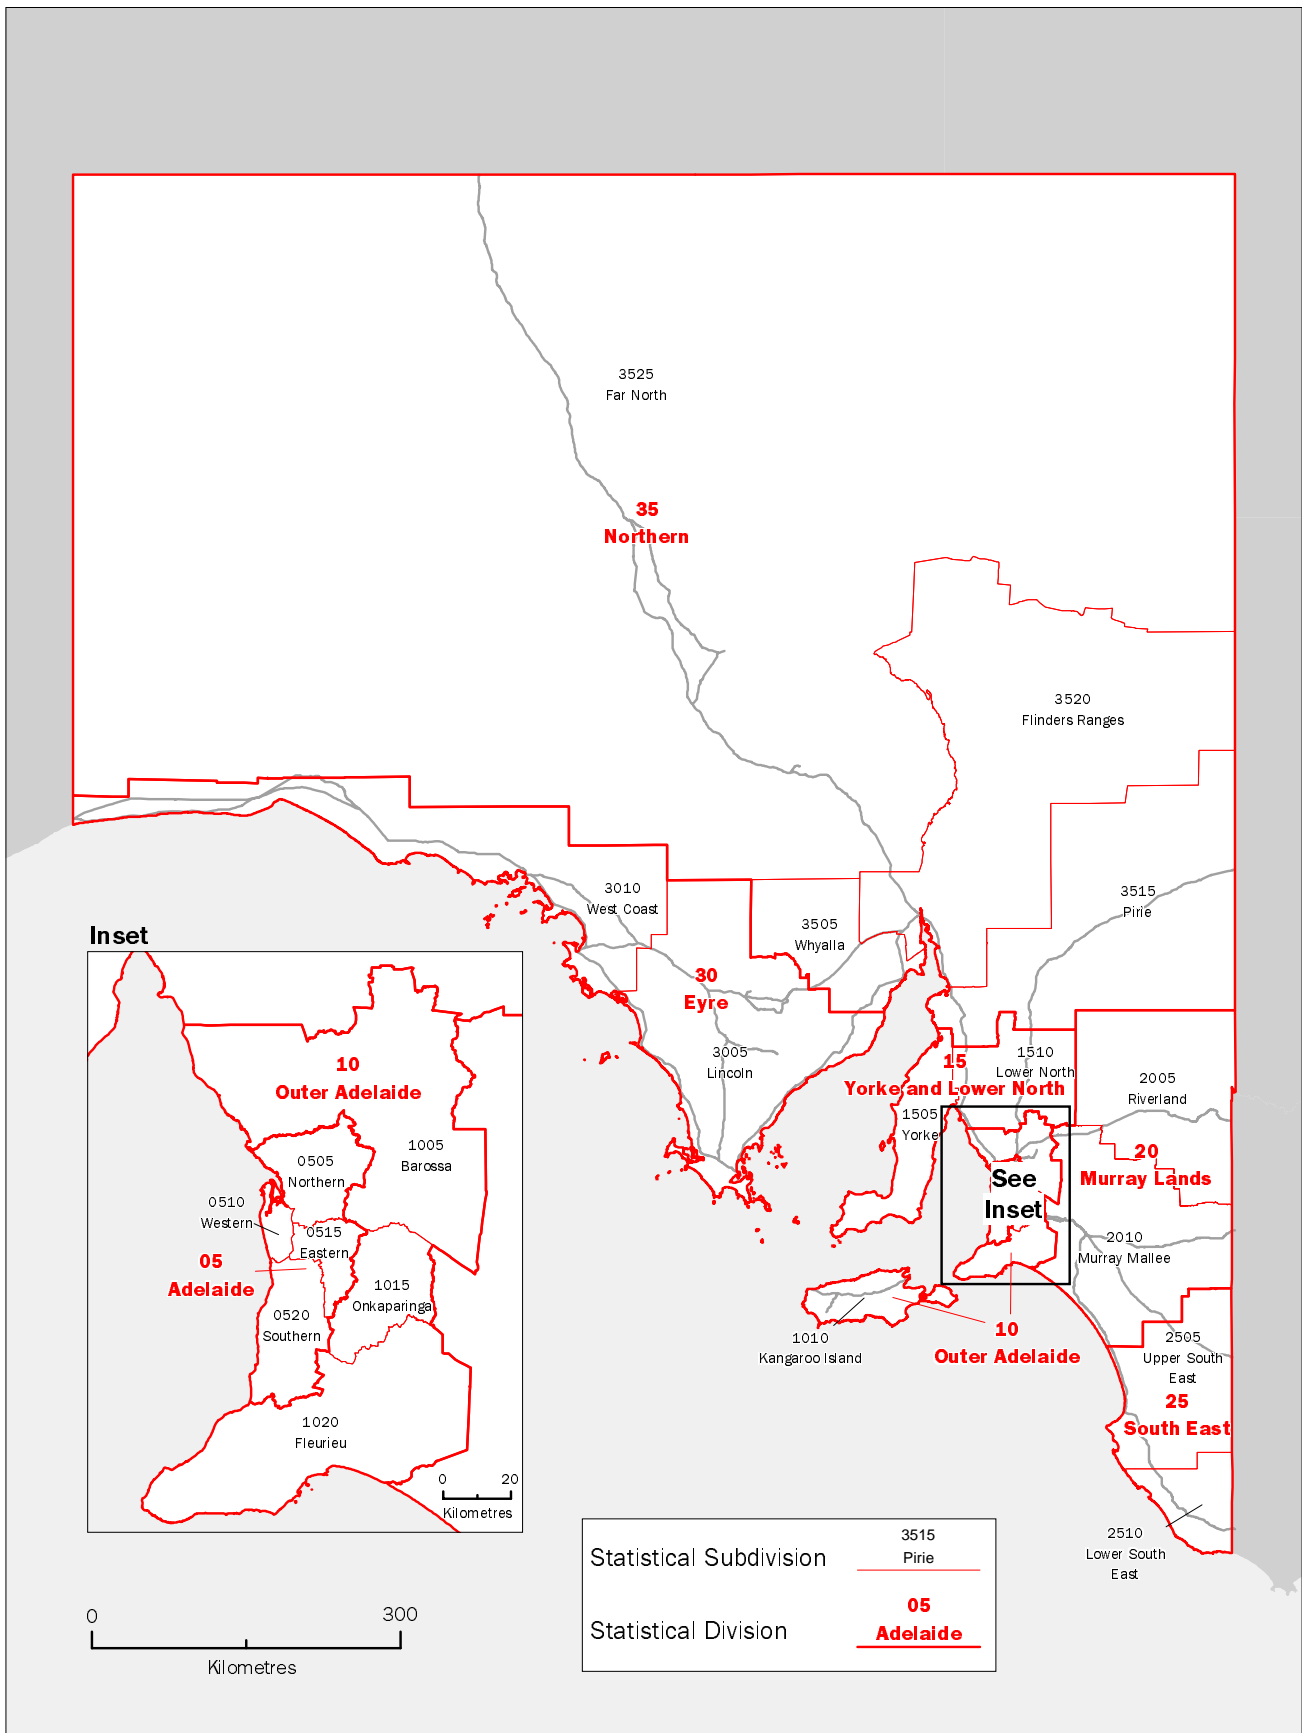 3525
Far North
35
Northern
3520
Flinders Ranges
3010
West Coast
3505
Whyalla
3515
Pirie
30
Eyre
3005
Lincoln
15
Yorke and Lower North
1510
Lower North
1505
Yorke
2005
Riverland
20
Murray Lands
See
Inset
2010
Murray Mallee
1010
Kangaroo Island
10
Outer Adelaide
2505
Upper South
East
25
South East
2510
Lower South
East
Inset
10
Outer Adelaide
1005
Barossa
0505
Northern
0510
Western
0515
Eastern
05
Adelaide
1015
Onkaparinga
0520
Southern
1020
Fleurieu
0 20
Kilometres
0 300
Kilometres
Statistical Subdivision
3515
Pirie
Statistical Division
05
Adelaide